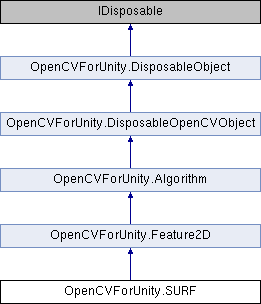 IDisposable
OpenCVForUnity.DisposableObject
OpenCVForUnity.DisposableOpenCVObject
OpenCVForUnity.Algorithm
OpenCVForUnity.Feature2D
OpenCVForUnity.SURF